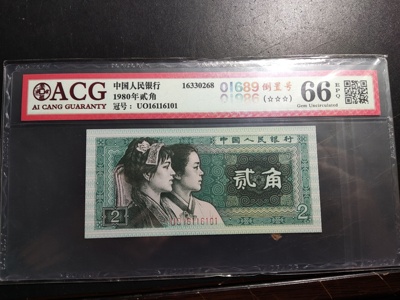 ACG
AI CANG GUARANTY
中国人民银行
1980年贰角
冠号：UO16116101
16330268
01689 倒置号
(☆☆☆)
66 EPQ
Gem Uncirculated
中国人民银行
贰角
2
UO16116101
2